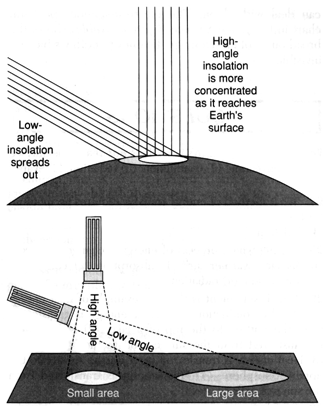 High-
angle
insolation
is more
concentrated
as it reaches
Earth's
surface
Low-
angle
insolation
spreads
out
High angle
Low angle
Small area
Large area